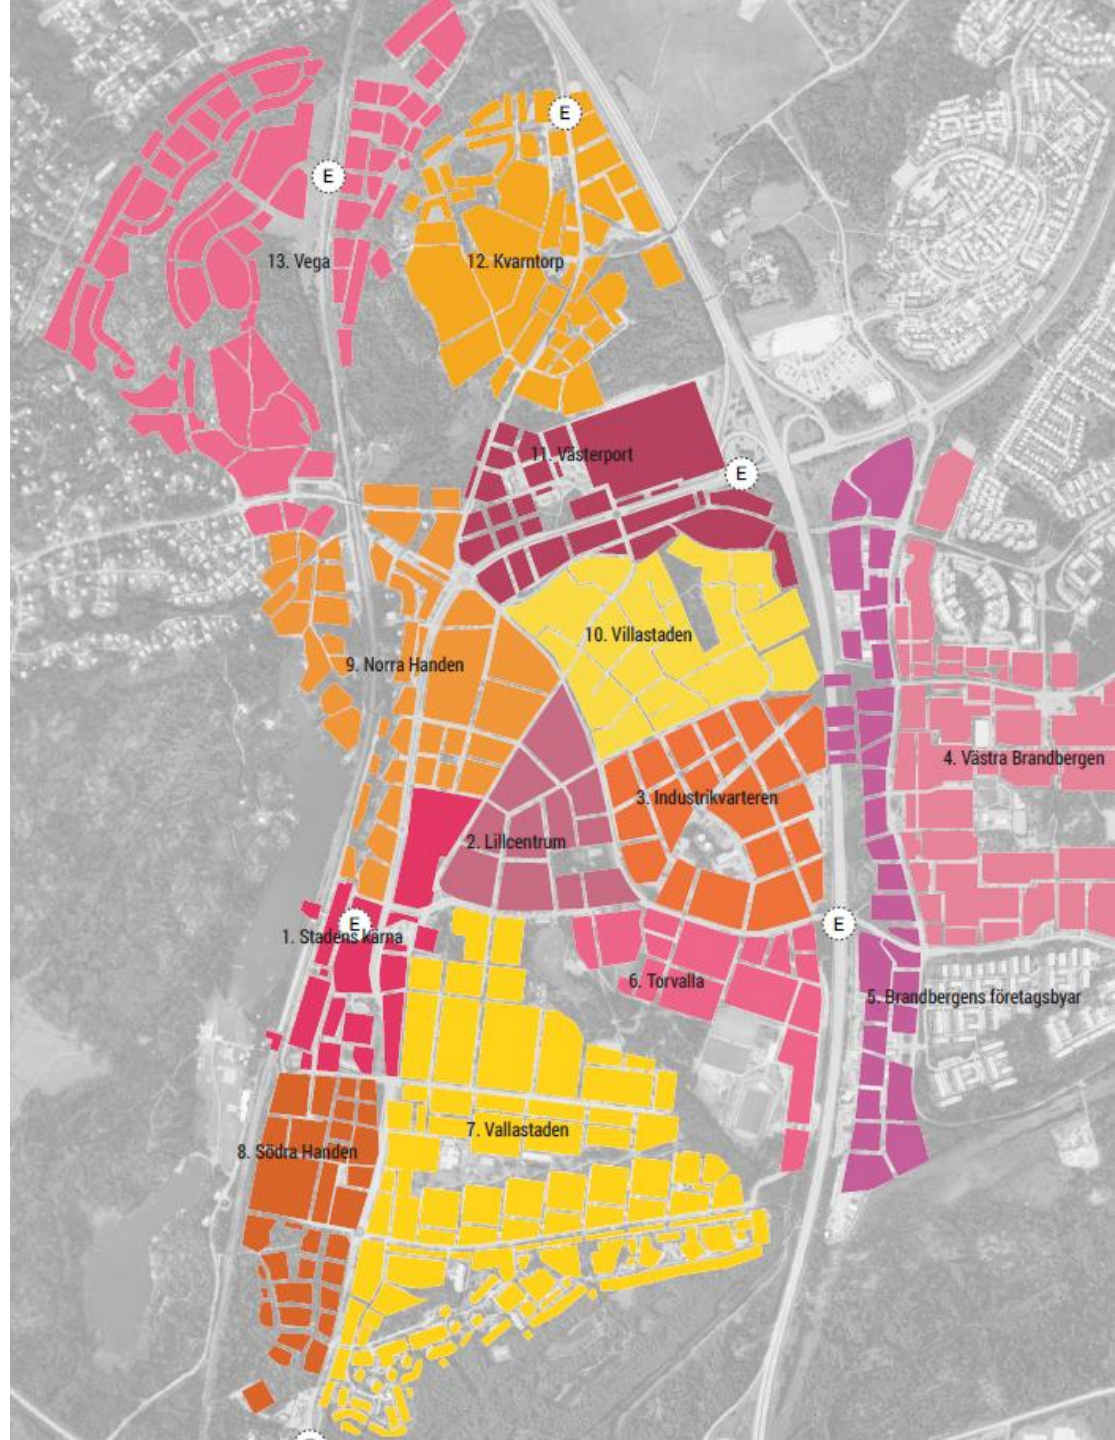 E
E
13. Vega
12. Kvarntorp
11. Västerport
E
10. Villastaden
9. Norra Handen
4. Västra Brandbergen
3. Industrikvarteren
2. Lillcentrum
E
E
1. Stadens kärna
6. Torvalla
5. Brandbergens företagsbyar
7. Vallastaden
8. Södra Handen